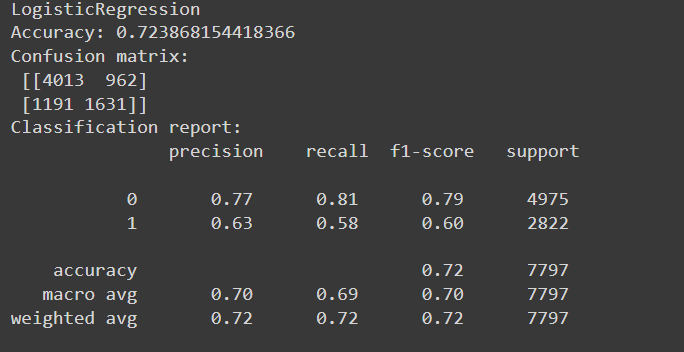 LogisticRegression
Accuracy: 0.723868154418366
Confusion matrix:
 [[4013  962]
 [1191 1631]]
Classification report:
              precision    recall  f1-score   support

           0       0.77      0.81      0.79      4975
           1       0.63      0.58      0.60      2822

    accuracy                           0.72      7797
   macro avg       0.70      0.69      0.70      7797
weighted avg       0.72      0.72      0.72      7797